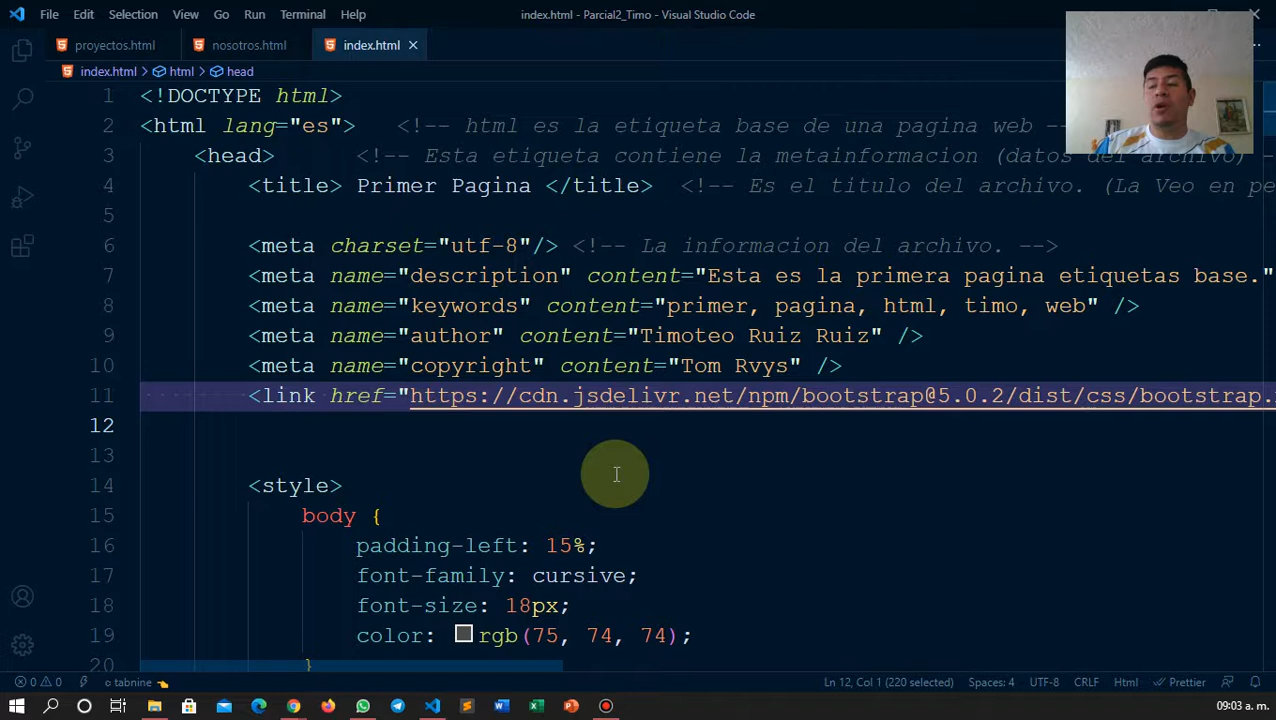 File Edit Selection View Go Run Terminal Help index.html - Parcial2_Timo - Visual Studio Code
proyectos.html nosotros.html index.html
index.html > html > head
1 <!DOCTYPE html>
2 <html lang="es"> <!-- html es la etiqueta base de una pagina web --
3 <head> <!-- Esta etiqueta contiene la metainformacion (datos del archivo) -
4 <title> Primer Pagina </title> <!-- Es el titulo del archivo. (La Veo en pe
5
6 <meta charset="utf-8"/> <!-- La informacion del archivo. -->
7 <meta name="description" content="Esta es la primera pagina etiquetas base."
8 <meta name="keywords" content="primer, pagina, html, timo, web" />
9 <meta name="author" content="Timoteo Ruiz Ruiz" />
10 <meta name="copyright" content="Tom Rvys" />
11 <link href="https://cdn.jsdelivr.net/npm/bootstrap@5.0.2/dist/css/bootstrap.
12
13
14 <style>
15 body {
16 padding-left: 15%;
17 font-family: cursive;
18 font-size: 18px;
19 color: rgb(75, 74, 74);
20 }
0 0 tabnine Ln 12, Col 1 (220 selected) Spaces: 4 UTF-8 CRLF Html Prettier
09:03 a. m.